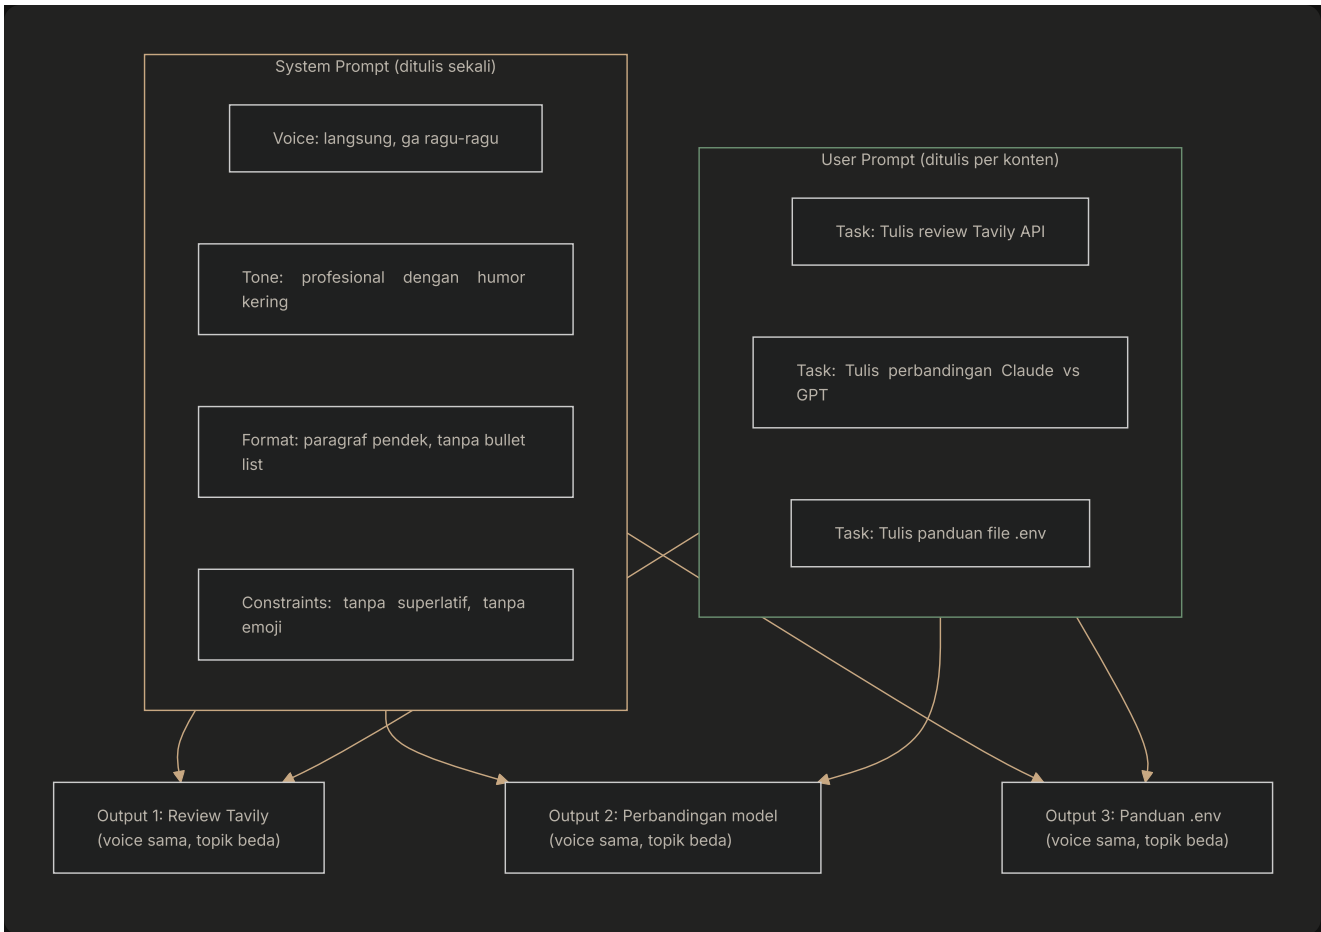 System Prompt (ditulis sekali)
Voice: langsung, ga ragu-ragu
Tone: profesional dengan humor
kering
Format: paragraf pendek, tanpa bullet
list
Constraints: tanpa superlatif, tanpa
emoji
User Prompt (ditulis per konten)
Task: Tulis review Tavily API
Task: Tulis perbandingan Claude vs
GPT
Task: Tulis panduan file .env
Output 1: Review Tavily
(voice sama, topik beda)
Output 2: Perbandingan model
(voice sama, topik beda)
Output 3: Panduan .env
(voice sama, topik beda)